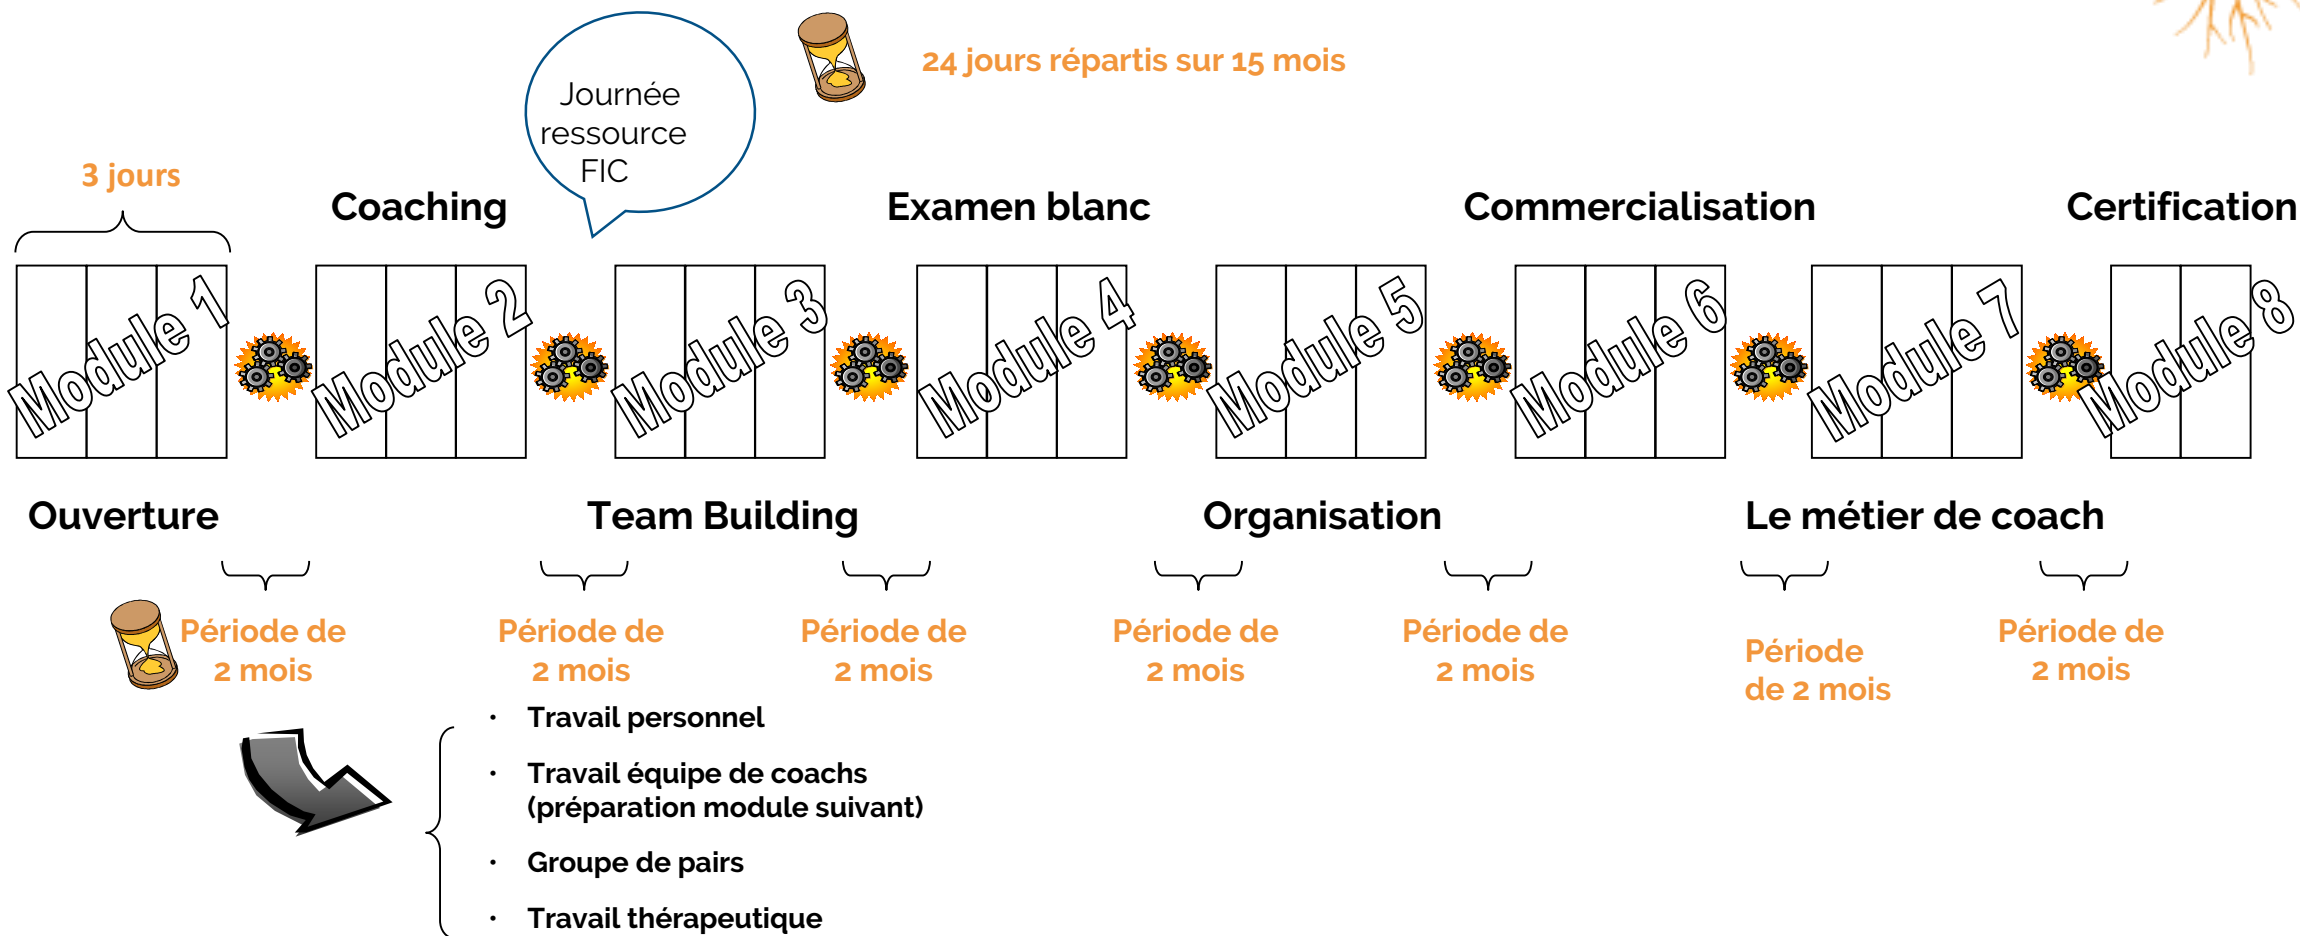 24 jours répartis sur 15 mois
Journée
ressource
FIC
3 jours
Coaching
Examen blanc
Commercialisation
Certification
Module 1
Module 2
Module 3
Module 4
Module 5
Module 6
Module 7
Module 8
Ouverture
Team Building
Organisation
Le métier de coach
Période de
2 mois
Période de
2 mois
Période de
2 mois
Période de
2 mois
Période de
2 mois
Période
de 2 mois
Période de
2 mois
• Travail personnel
• Travail équipe de coachs
(préparation module suivant)
• Groupe de pairs
• Travail thérapeutique